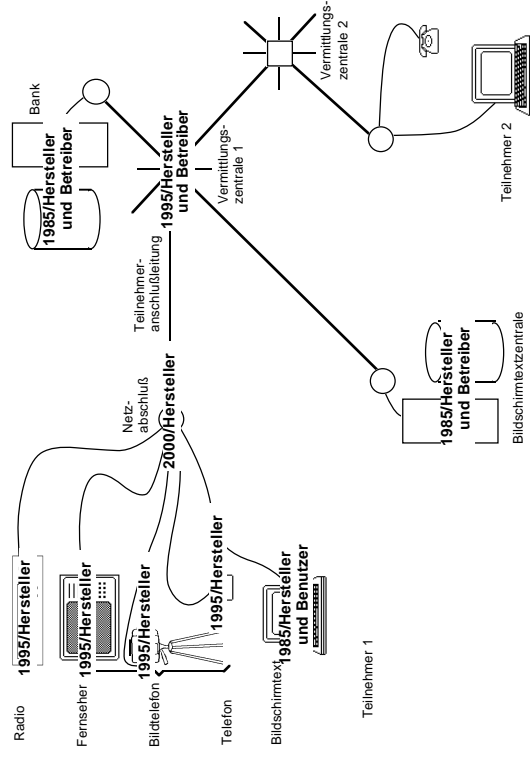 Radio
1995/Hersteller
Fernseher
1995/Hersteller
Bildtelefon
1995/Hersteller
Telefon
1995/Hersteller
Bildschirmtext
1985/Hersteller
und Benutzer
Teilnehmer 1
Netz-
abschluß
2000/Hersteller
Teilnehmer-
anschlußleitung
1985/Hersteller
und Betreiber
Bank
1995/Hersteller
und Betreiber
Vermittlungs-
zentrale 1
Vermittlungs-
zentrale 2
1985/Hersteller
und Betreiber
Bildschirmtextzentrale
Teilnehmer 2